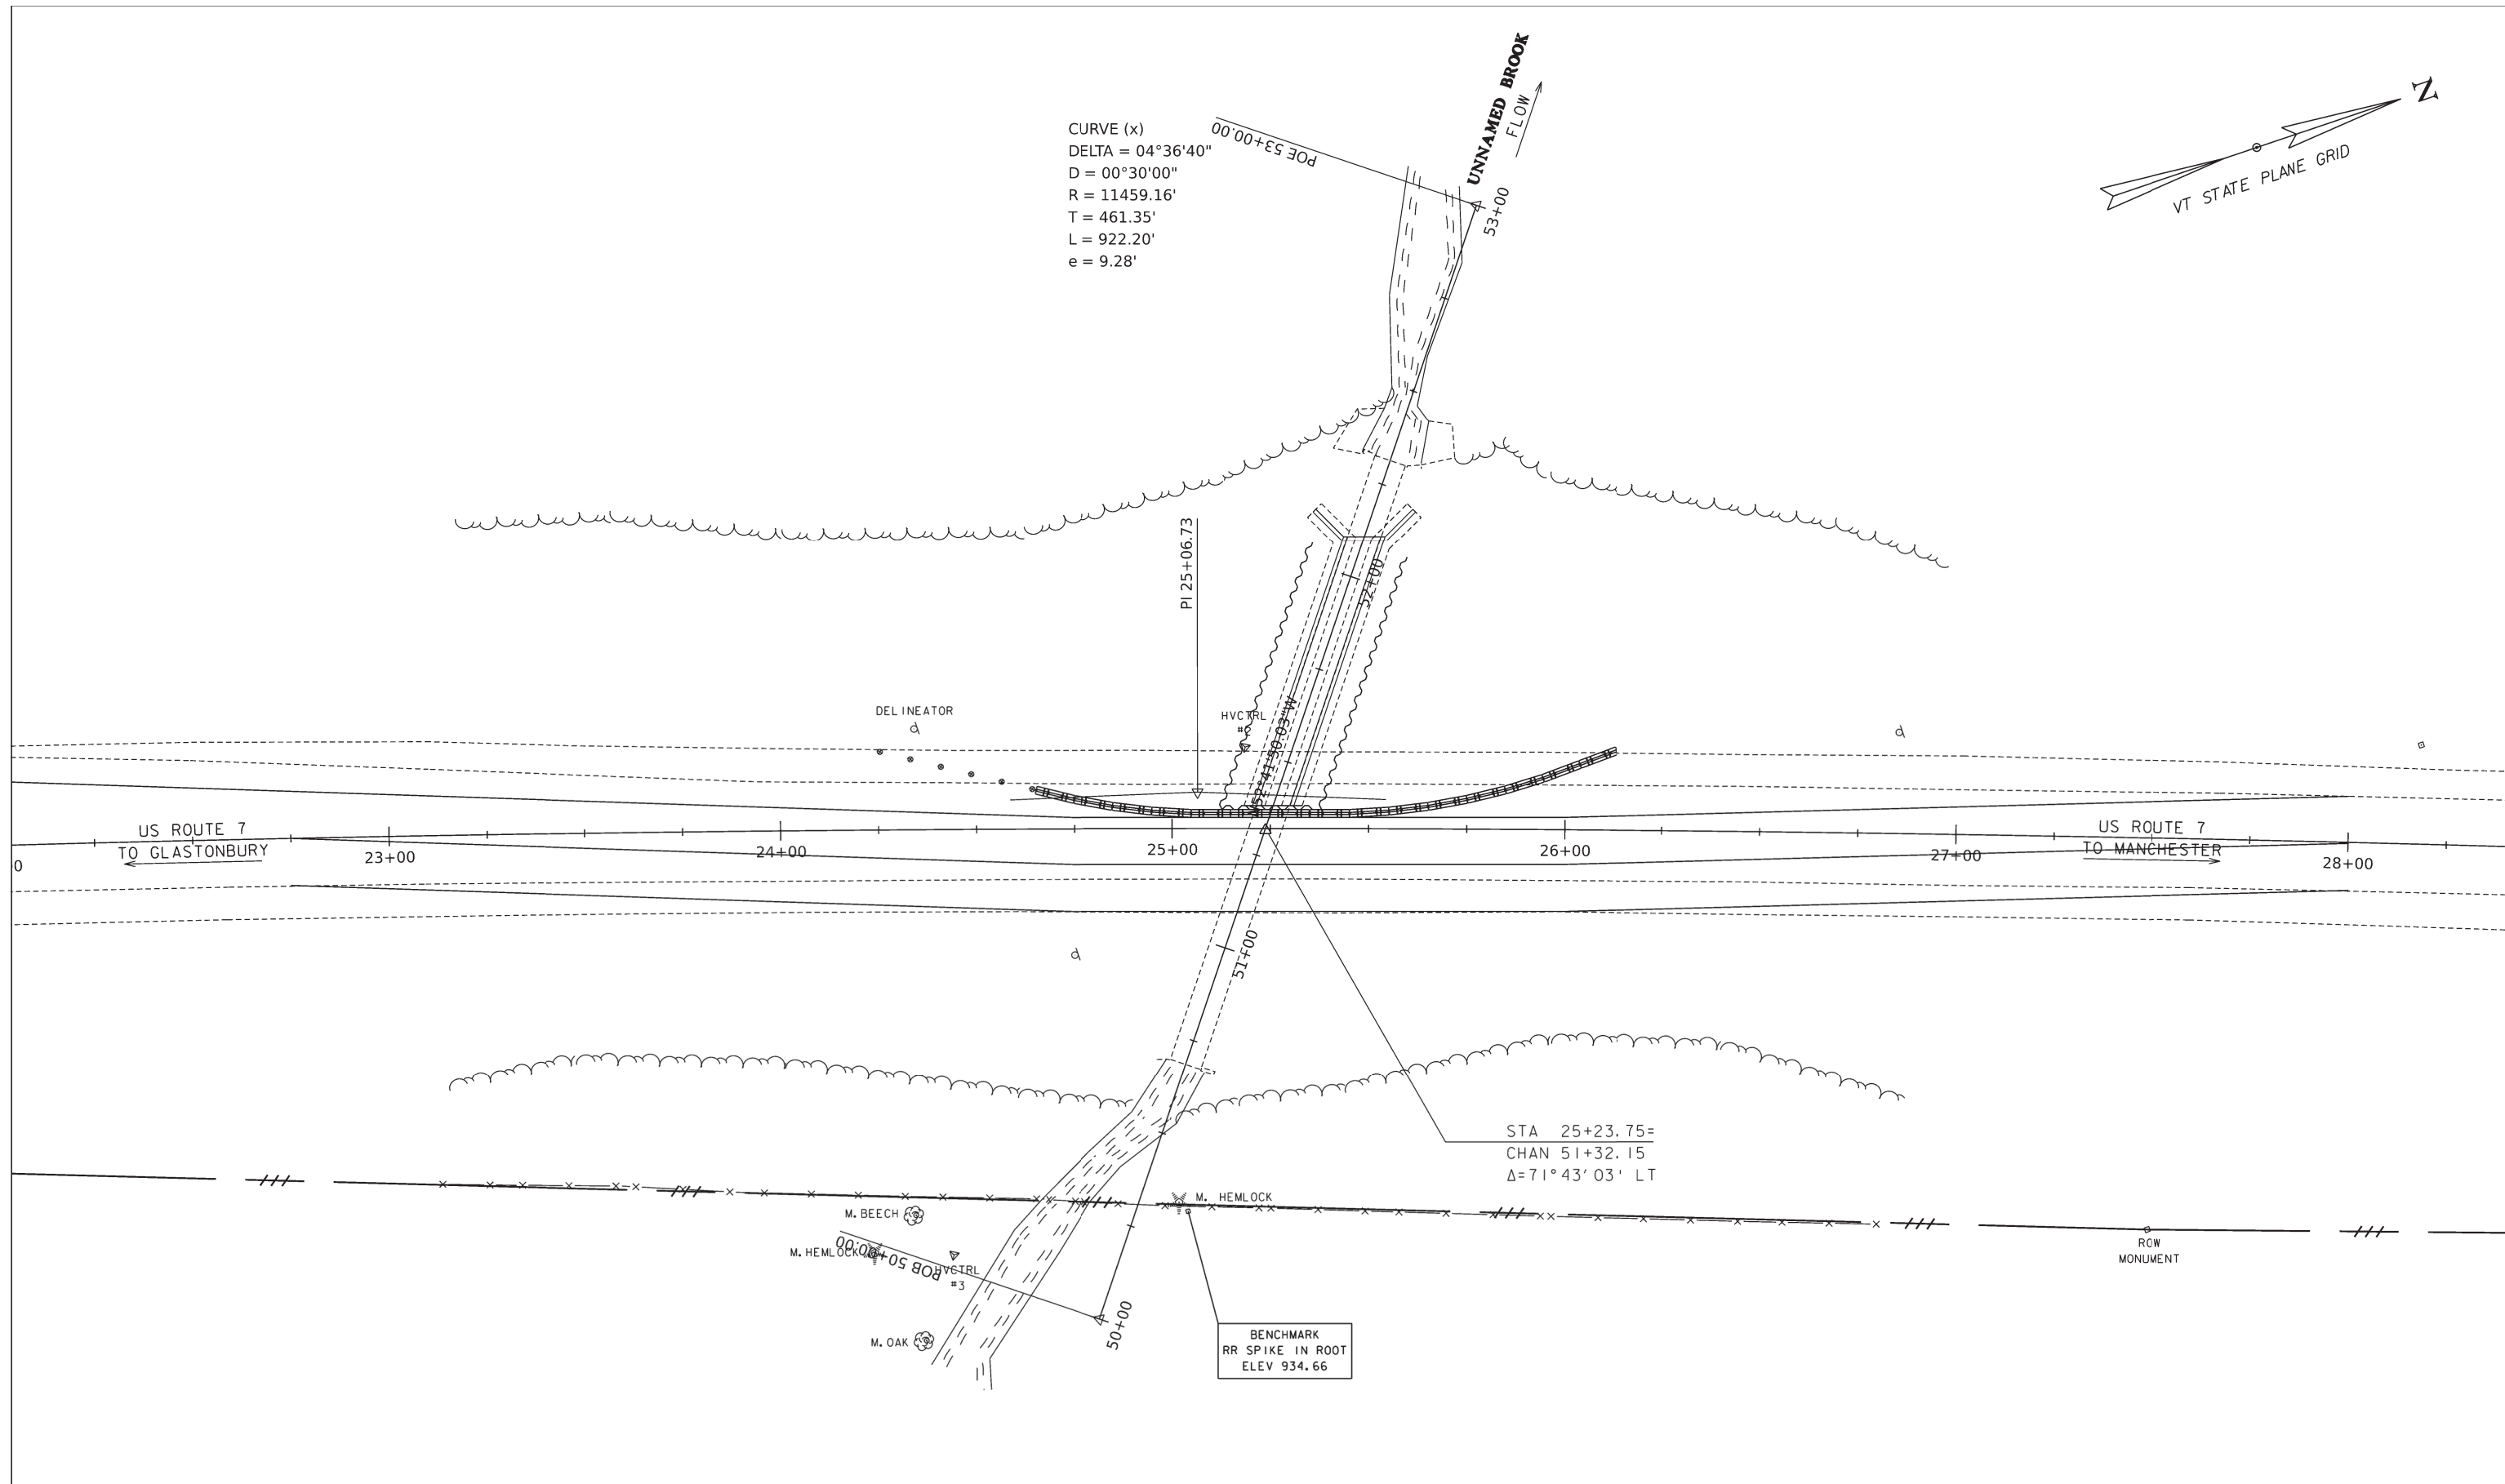 UNNAMED BROOK
FLOW
N
VT STATE PLANE GRID
CURVE (x)
DELTA = 04°36'40"
D = 00°30'00"
R = 11459.16'
T = 461.35'
L = 922.20'
e = 9.28'
POE 53+00.00
53+00
PI 25+06.73
52+00
DELINEATOR
HVCTRL
US ROUTE 7
TO GLASTONBURY
0
23+00
24+00
25+00
26+00
27+00
28+00
US ROUTE 7
TO MANCHESTER
51+00
STA 25+23.75=
CHAN 51+32.15
Δ=71°43'03' LT
M. HEMLOCK
M. BEECH
M. HEMLOCK
POB 50+00.00
HVCTRL
#3
50+00
M. OAK
ROW
MONUMENT
BENCHMARK
RR SPIKE IN ROOT
ELEV 934.66